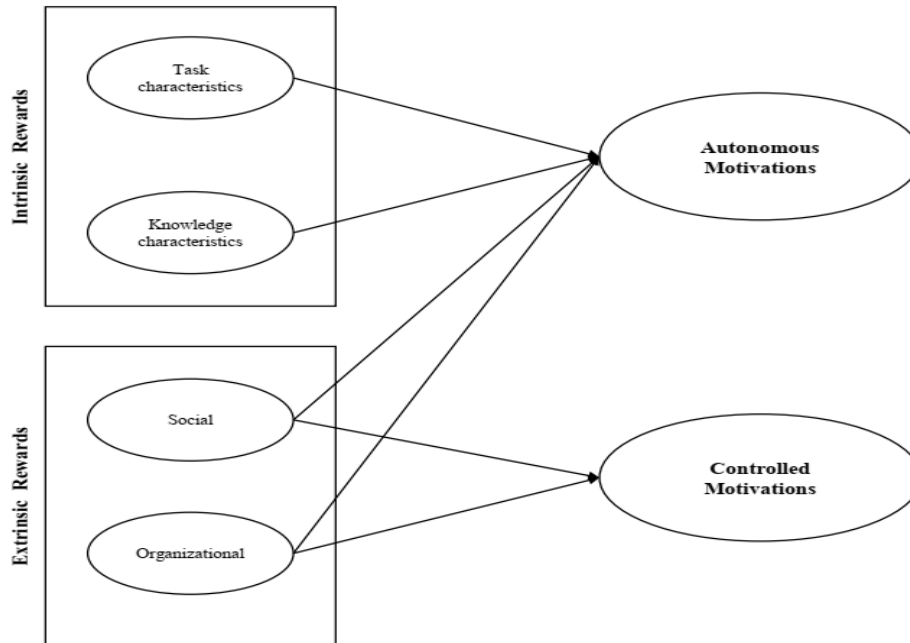 Intrinsic Rewards
Task
characteristics
Knowledge
characteristics
Autonomous
Motivations
Extrinsic Rewards
Social
Organizational
Controlled
Motivations